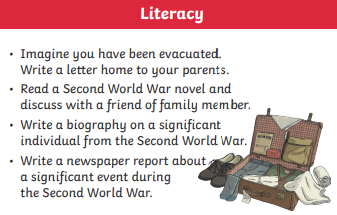 Literacy
• Imagine you have been evacuated.
Write a letter home to your parents.
• Read a Second World War novel and
discuss with a friend of family member.
• Write a biography on a significant
individual from the Second World War.
• Write a newspaper report about
a significant event during
the Second World War.